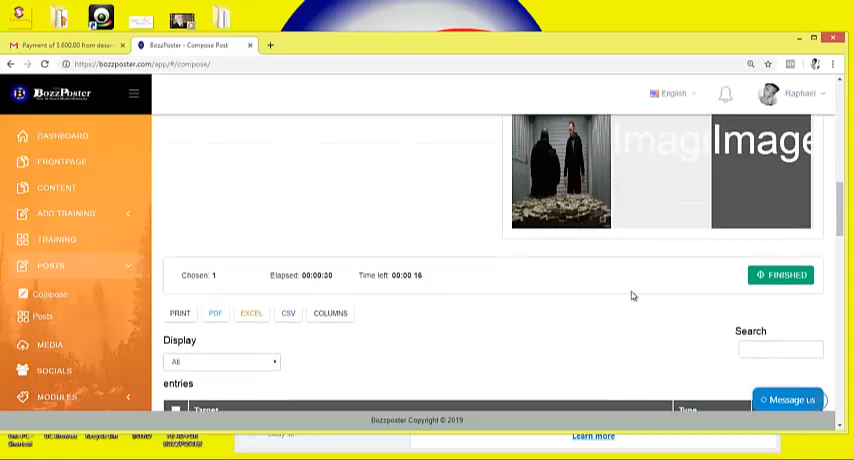 Payment of 3,600.00 from desar
BozzPoster - Compose Post
https://bozzposter.com/app/#/compose/
BozzPoster
English
Raphael
DASHBOARD
FRONTPAGE
CONTENT
ADD TRAINING
TRAINING
POSTS
Compose
Posts
MEDIA
SOCIALS
MODULES
Image
Image
Chosen: 1
Elapsed: 00:00:30
Time left: 00:00 16
FINISHED
PRINT
PDF
EXCEL
CSV
COLUMNS
Display
Search
All
entries
Target
Type
Message us
Bozzposter Copyright © 2019
Learn more